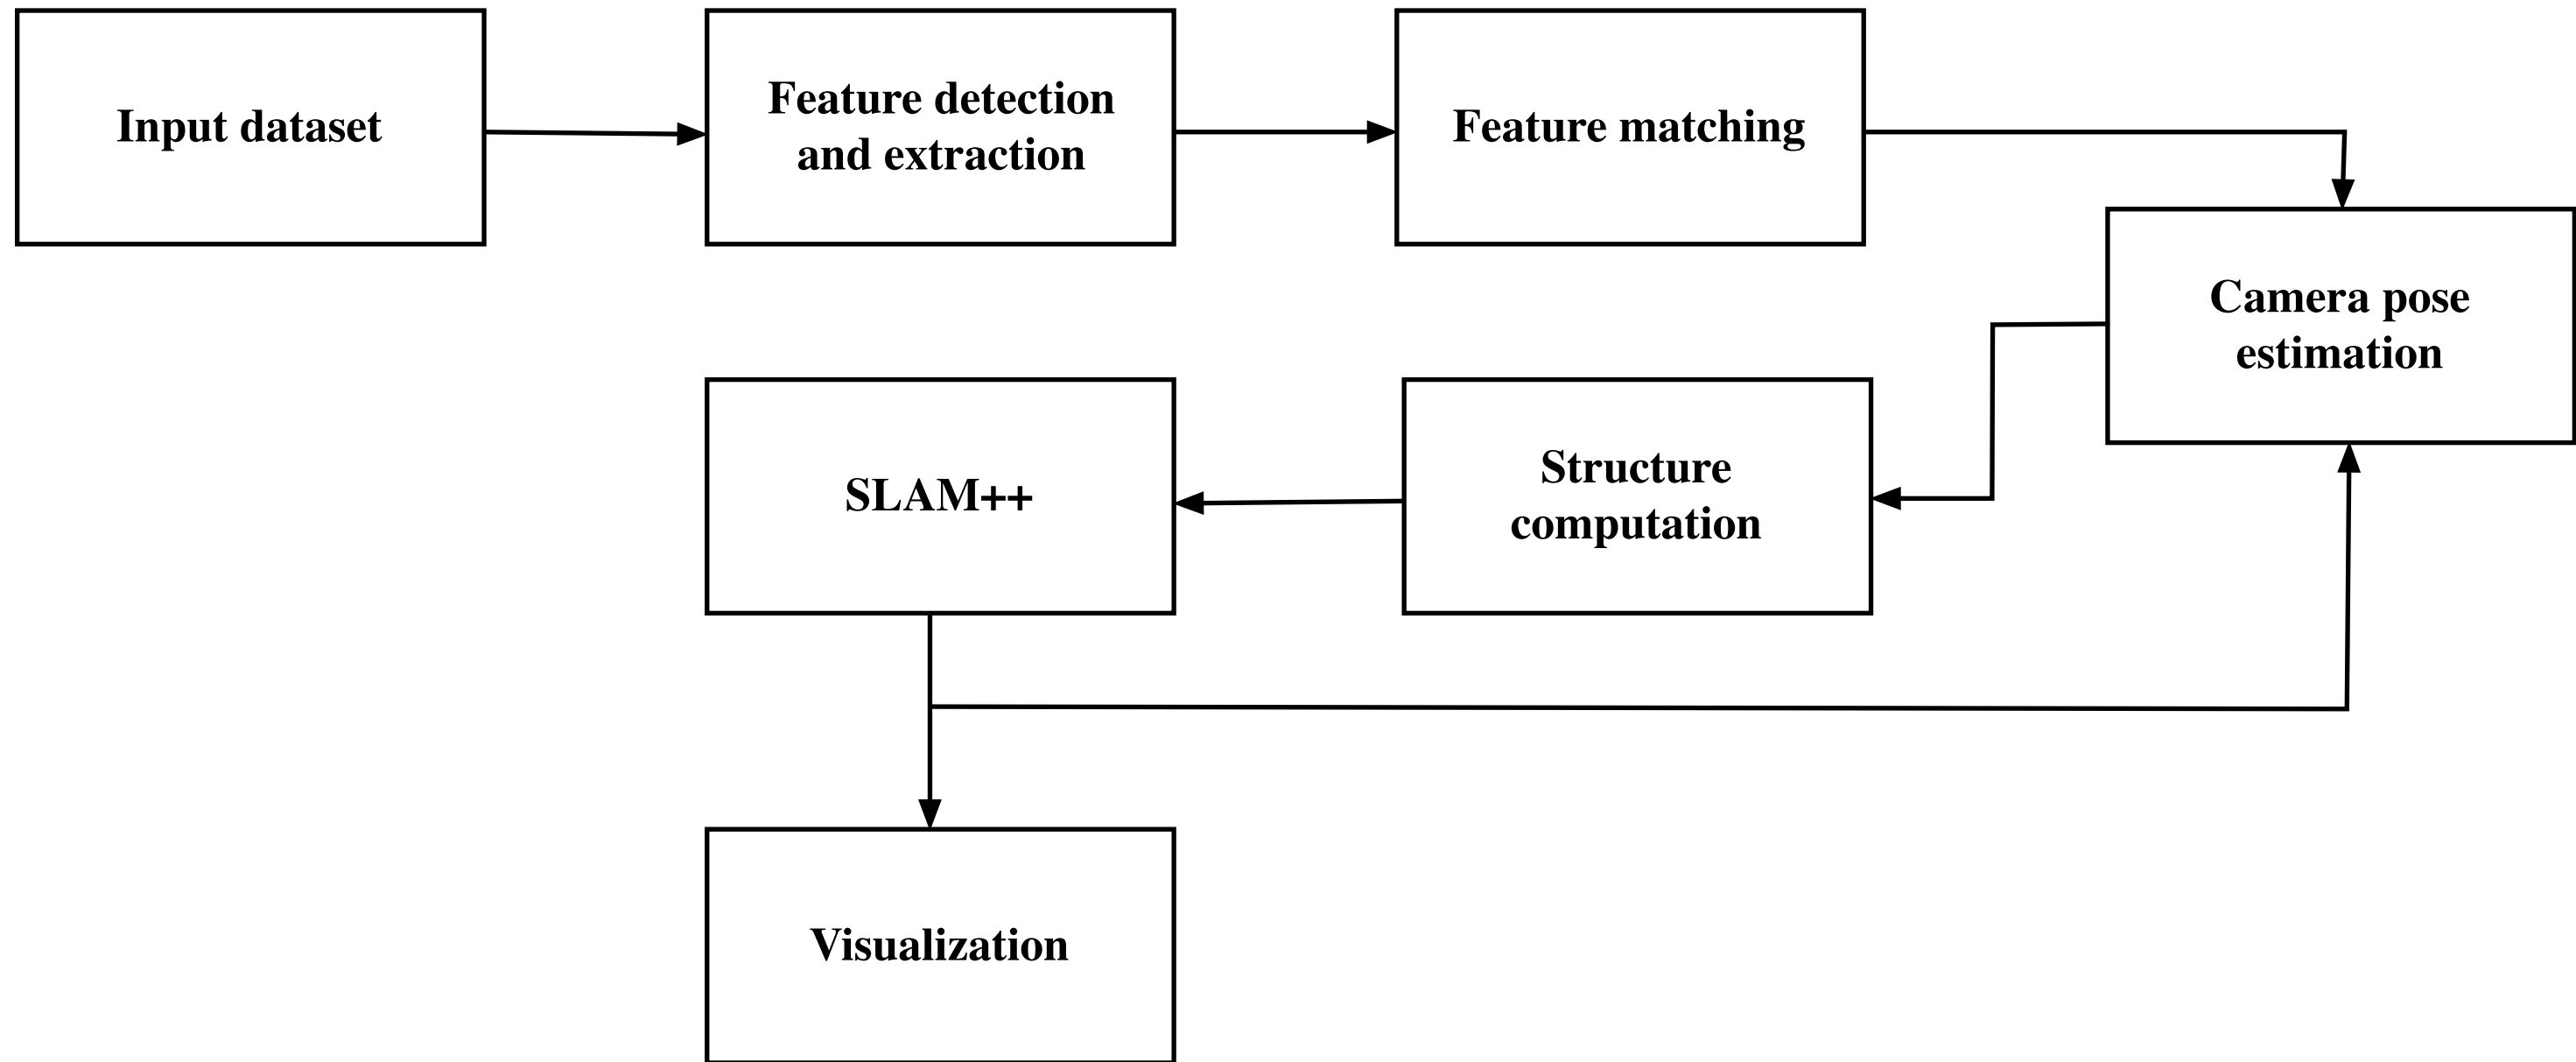 Input dataset
Feature detection
and extraction
Feature matching
Camera pose
estimation
Structure
computation
SLAM++
Visualization